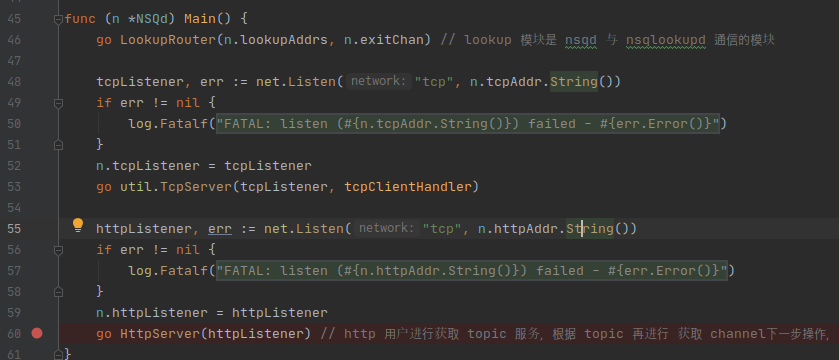 45 func (n *NSQd) Main() {
46 go LookupRouter(n.lookupAddrs, n.exitChan) // lookup 模块是 nsqd 与 nsqlookupd 通信的模块
47
48 tcpListener, err := net.Listen( network: "tcp", n.tcpAddr.String())
49 if err != nil {
50 log.Fatalf("FATAL: listen (#{n.tcpAddr.String()}) failed - #{err.Error()}")
51 }
52 n.tcpListener = tcpListener
53 go util.TcpServer(tcpListener, tcpClientHandler)
54
55 httpListener, err := net.Listen( network: "tcp", n.httpAddr.String())
56 if err != nil {
57 log.Fatalf("FATAL: listen (#{n.httpAddr.String()}) failed - #{err.Error()}")
58 }
59 n.httpListener = httpListener
60 go HttpServer(httpListener) // http 用户进行获取 topic 服务，根据 topic 再进行 获取 channel下一步操作，
61 }